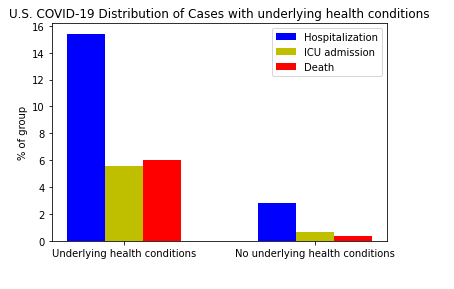 U.S. COVID-19 Distribution of Cases with underlying health conditions
16
14
12
10
8
6
4
2
0
% of group
Hospitalization
ICU admission
Death
Underlying health conditions
No underlying health conditions